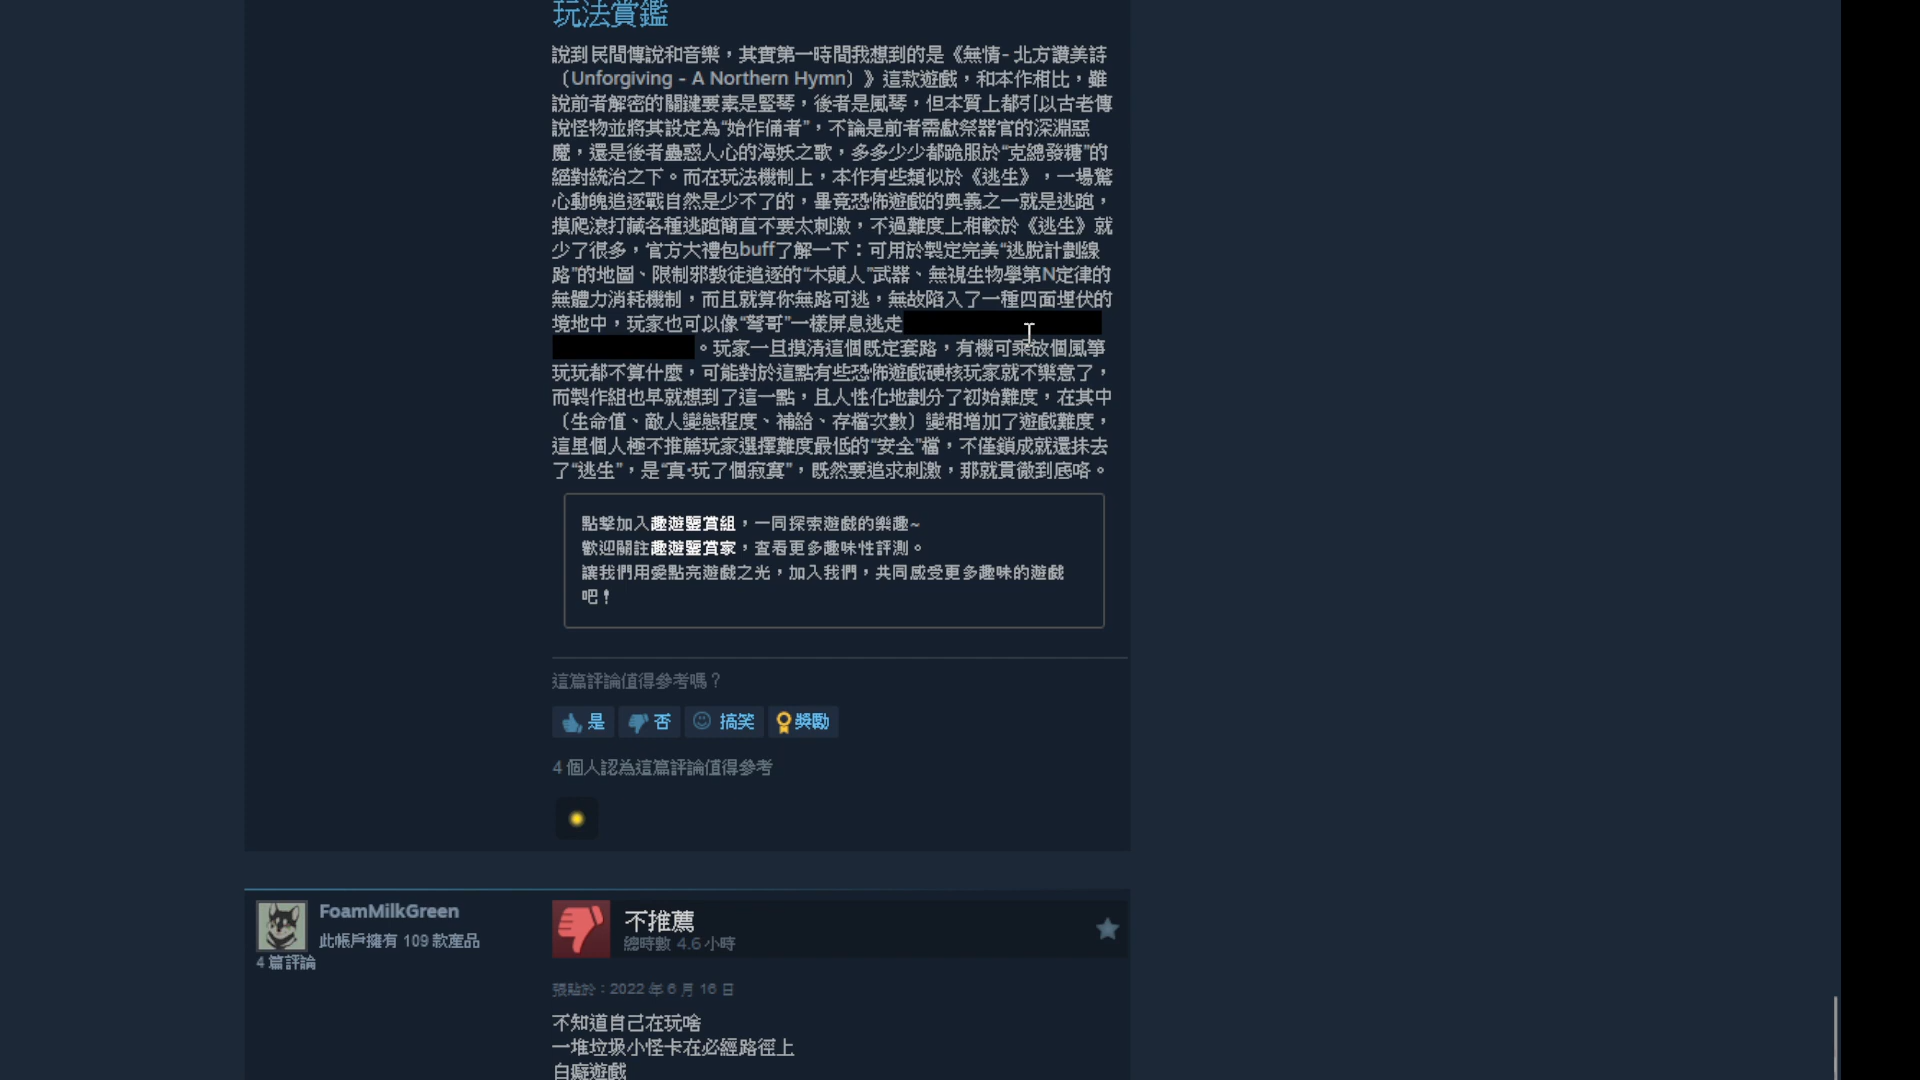 玩法賞鑑
說到民間傳說和音樂，其實第一時間我想到的是《無情- 北方讚美詩
〔Unforgiving - A Northern Hymn〕》這款遊戲，和本作相比，雖
說前者解密的關鍵要素是豎琴，後者是風琴，但本質上都引以古老傳
說怪物並將其設定為“始作俑者”，不論是前者需獻祭器官的深淵惡
魔，還是後者蠱惑人心的海妖之歌，多多少少都跪服於“克總發糖”的
絕對統治之下。而在玩法機制上，本作有些類似於《逃生》，一場驚
心動魄追逐戰自然是少不了的，畢竟恐怖遊戲的奧義之一就是逃跑，
摸爬滾打藏各種逃跑簡直不要太刺激，不過難度上相較於《逃生》就
少了很多，官方大禮包buff了解一下：可用於製定完美“逃脫計劃線
路”的地圖、限制邪教徒追逐的“木頭人”武器、無視生物學第N定律的
無體力消耗機制，而且就算你無路可逃，無故陷入了一種四面埋伏的
境地中，玩家也可以像“彎哥”一樣屏息逃走
。玩家一旦摸清這個既定套路，有機可乘放個風箏
玩玩都不算什麼，可能對於這點有些恐怖遊戲硬核玩家就不樂意了，
而製作組也早就想到了這一點，且人性化地劃分了初始難度，在其中
〔生命值、敵人變態程度、補給、存檔次數〕變相增加了遊戲難度，
這里個人極不推薦玩家選擇難度最低的“安全”檔，不僅鎖成就還抹去
了“逃生”，是“真·玩了個寂寞”，既然要追求刺激，那就貫徹到底咯。
點擊加入趣遊鑒賞組，一同探索遊戲的樂趣~
歡迎關註趣遊鑒賞家，查看更多趣味性評測。
讓我們用愛點亮遊戲之光，加入我們，共同感受更多趣味的遊戲
吧！
這篇評論值得參考嗎？
是 否 搞笑 獎勵
4 個人認為這篇評論值得參考
FoamMilkGreen
此帳戶擁有 109 款產品
4 篇評論
不推薦
總時數 4.6 小時
張貼於：2022 年 6 月 16 日
不知道自己在玩啥
一堆垃圾小怪卡在必經路徑上
白癡遊戲